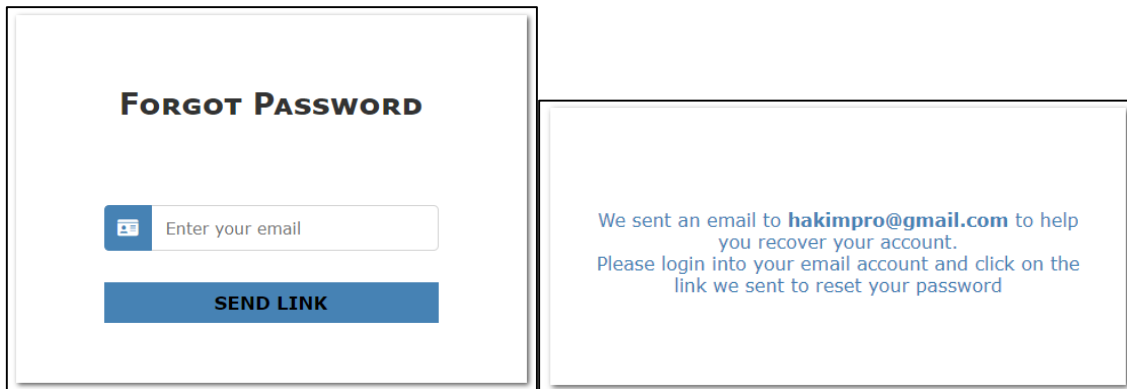 Forgot Password
Enter your email
SEND LINK
We sent an email to hakimpro@gmail.com to help
you recover your account.
Please login into your email account and click on the
link we sent to reset your password